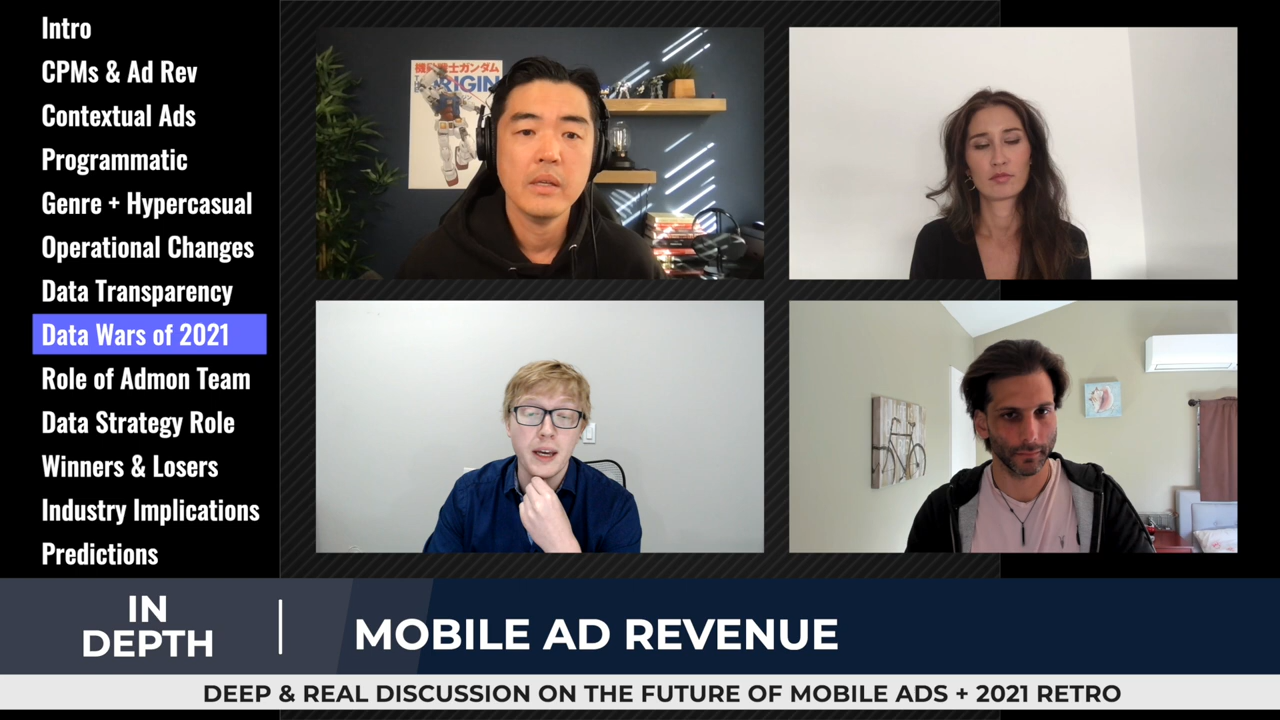 Intro
CPMs & Ad Rev
Contextual Ads
Programmatic
Genre + Hypercasual
Operational Changes
Data Transparency
Data Wars of 2021
Role of Admon Team
Data Strategy Role
Winners & Losers
Industry Implications
Predictions
ORIGIN
IN
DEPTH
MOBILE AD REVENUE
DEEP & REAL DISCUSSION ON THE FUTURE OF MOBILE ADS + 2021 RETRO